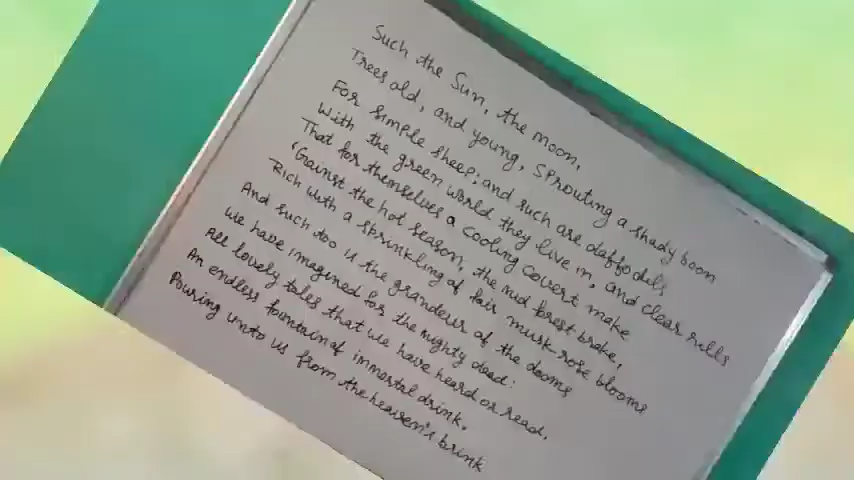 Such the Sun, the moon,
Trees old, and young, sprouting a shady boon
For simple sheep; and such are daffodils
With the green world they live in, and clear rills
That for themselves a cooling covert make
'Gainst the hot season, the mid brest brake,
Rich with a sprinkling of fair musk-rose blooms
And such too is the grandeur of the dooms
We have imagined for the mighty dead:
All lovely tales that we have heard or read.
An endless fountain of immortal drink.
Pouring unto us from the heaven's brink